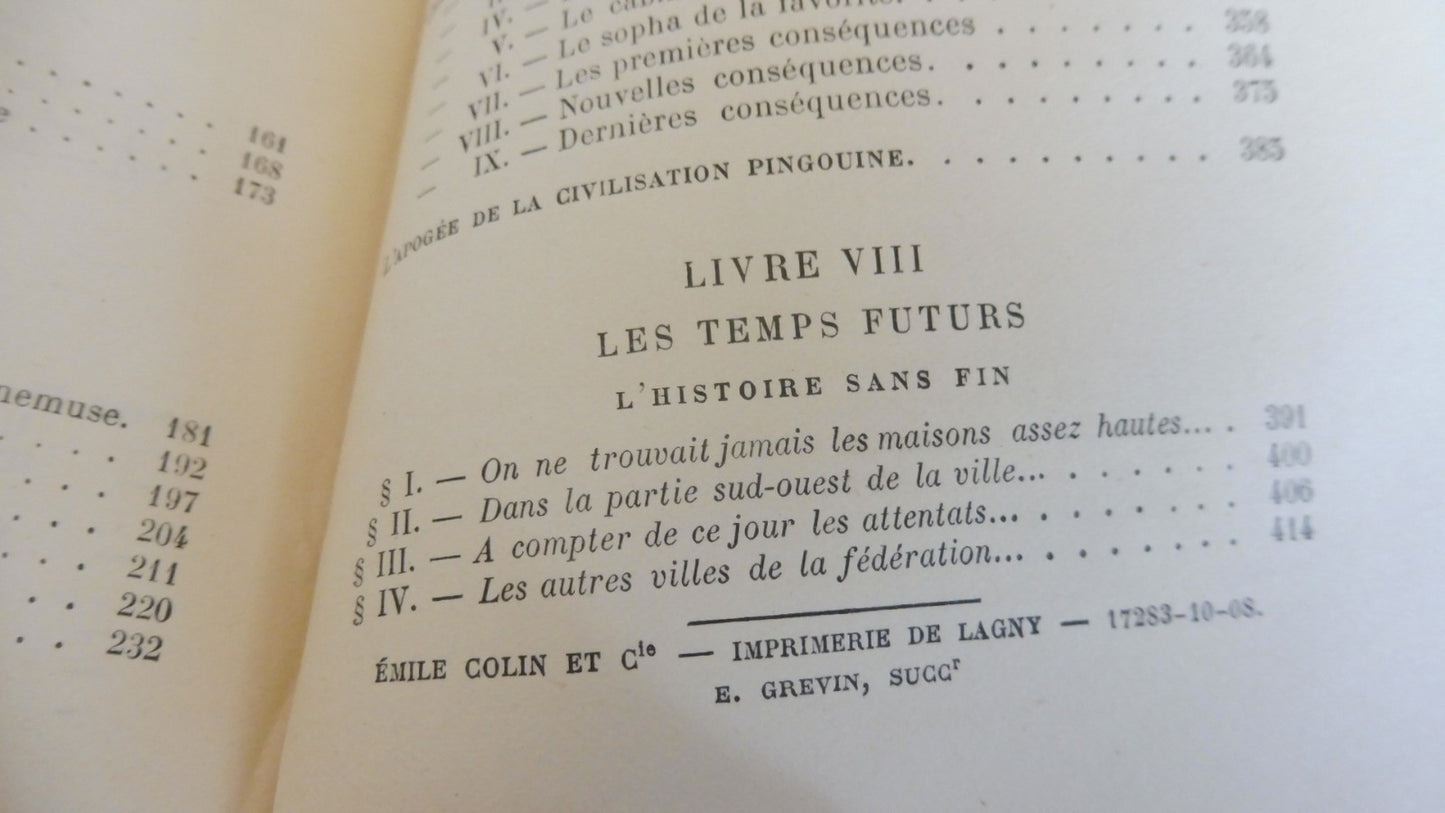 161
168
173
nemuse. 181
192
197
204
211
220
232
IV. —
V. — Le
VI. — Le sopha de la favorite.
VII. — Les premières conséquences . . . . . . . 358
VIII. — Nouvelles conséquences. . . . . . . . . 364
IX. — Dernières conséquences. . . . . . . . . 375
L'APOGÉE DE LA CIVILISATION PINGOUINE. . . . . . . . . . 385
LIVRE VIII
LES TEMPS FUTURS
L'HISTOIRE SANS FIN
§ I. — On ne trouvait jamais les maisons assez hautes... . 391
§ II. — Dans la partie sud-ouest de la ville... . . . . . . 400
§ III. — A compter de ce jour les attentats... . . . . . . . 406
§ IV. — Les autres villes de la fédération... . . . . . . . 414
ÉMILE COLIN ET Cie — IMPRIMERIE DE LAGNY — 17283-10-08.
E. GREVIN, SUCCr